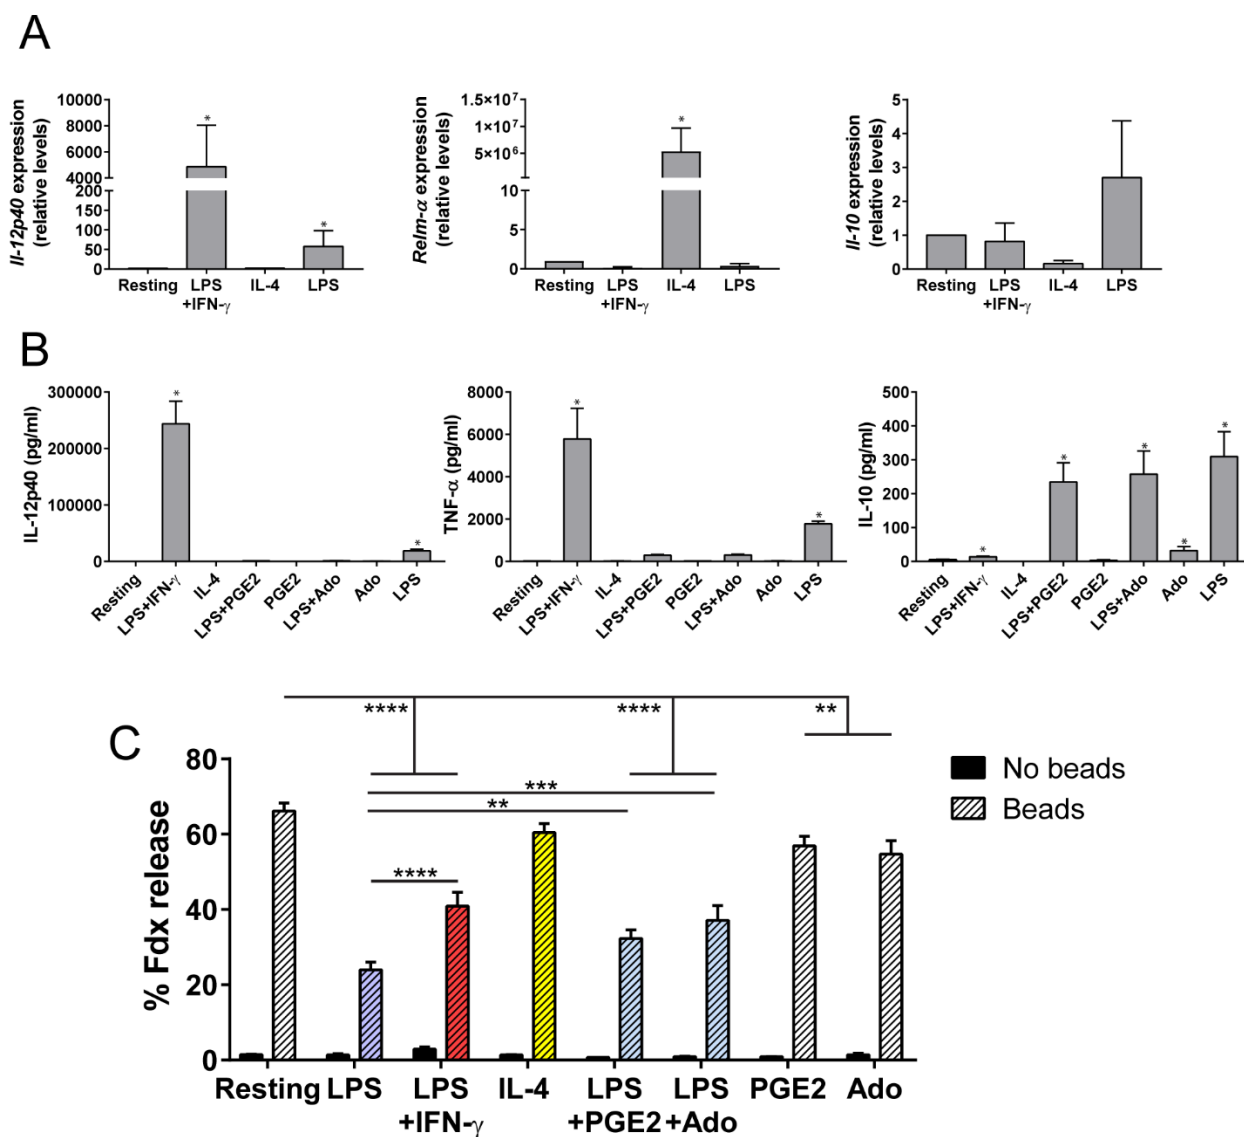 A
Il-12p40 expression
(relative levels)
10000
8000
6000
4000
200
150
100
50
0
*
*
Resting LPS IL-4 LPS
+IFN-γ
Relm-α expression
(relative levels)
1.5×10⁷
1×10⁷
5×10⁶
10
5
0
*
Resting LPS IL-4 LPS
+IFN-γ
Il-10 expression
(relative levels)
5
4
3
2
1
0
Resting LPS IL-4 LPS
+IFN-γ
B
IL-12p40 (pg/ml)
300000
200000
100000
0
*
*
Resting LPS+IFN-γ IL-4 LPS+PGE2 PGE2 LPS+Ado Ado LPS
TNF-α (pg/ml)
8000
6000
4000
2000
0
*
*
Resting LPS+IFN-γ IL-4 LPS+PGE2 PGE2 LPS+Ado Ado LPS
IL-10 (pg/ml)
500
400
300
200
100
0
*
*
*
*
*
Resting LPS+IFN-γ IL-4 LPS+PGE2 PGE2 LPS+Ado Ado LPS
C
% Fdx release
80
60
40
20
0
**** **** **
***
**
****
No beads
Beads
Resting LPS LPS IL-4 LPS LPS PGE2 Ado
+IFN-γ +PGE2 +Ado